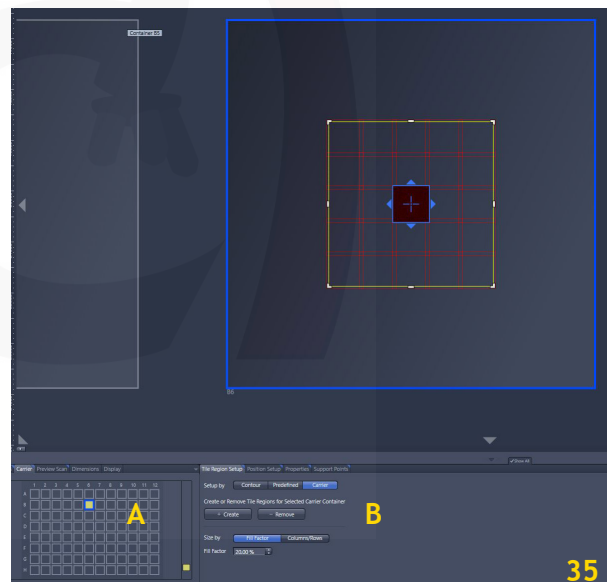 Container B5
B6
Show All
Carrier Preview Scan Dimensions Display
Tile Region Setup Position Setup Properties Support Points
1 2 3 4 5 6 7 8 9 10 11 12
A
B
C
D
E
F
G
H
A
Setup by Contour Predefined Carrier
Create or Remove Tile Regions for Selected Carrier Container
+ Create - Remove
B
Size by Fill Factor Columns/Rows
Fill Factor 20,00 %
35